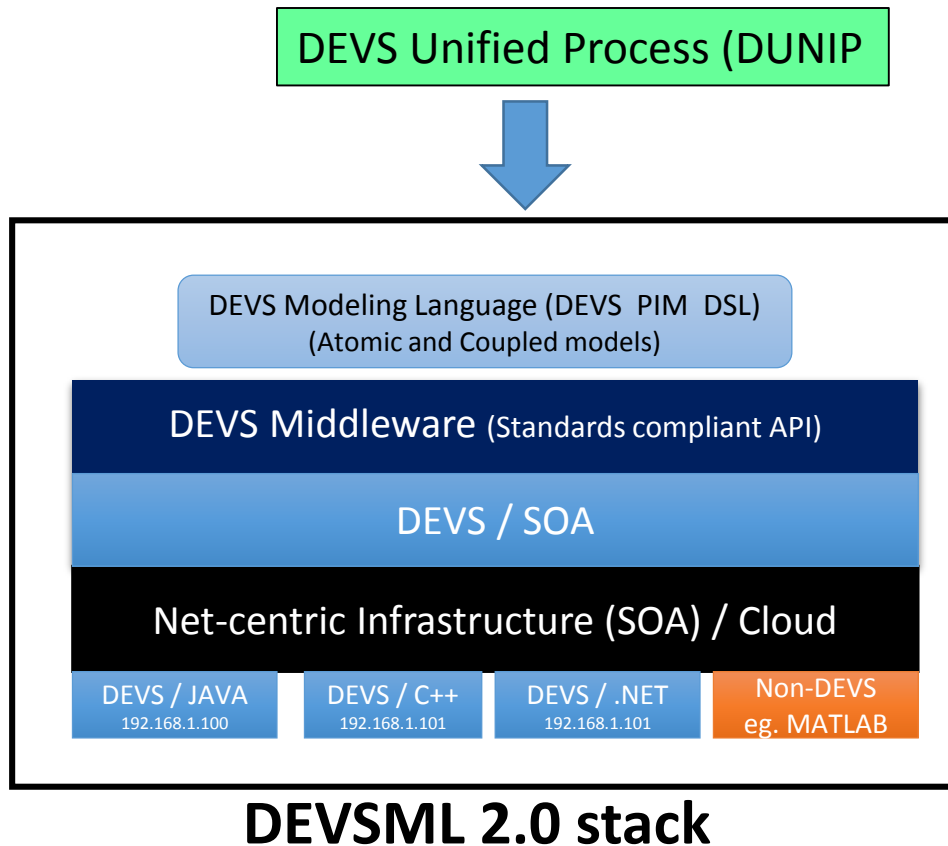 DEVS Unified Process (DUNIP
DEVS Modeling Language (DEVS PIM DSL)
(Atomic and Coupled models)
DEVS Middleware (Standards compliant API)
DEVS / SOA
Net-centric Infrastructure (SOA) / Cloud
DEVS / JAVA
192.168.1.100
DEVS / C++
192.168.1.101
DEVS / .NET
192.168.1.101
Non-DEVS
eg. MATLAB
DEVSML 2.0 stack